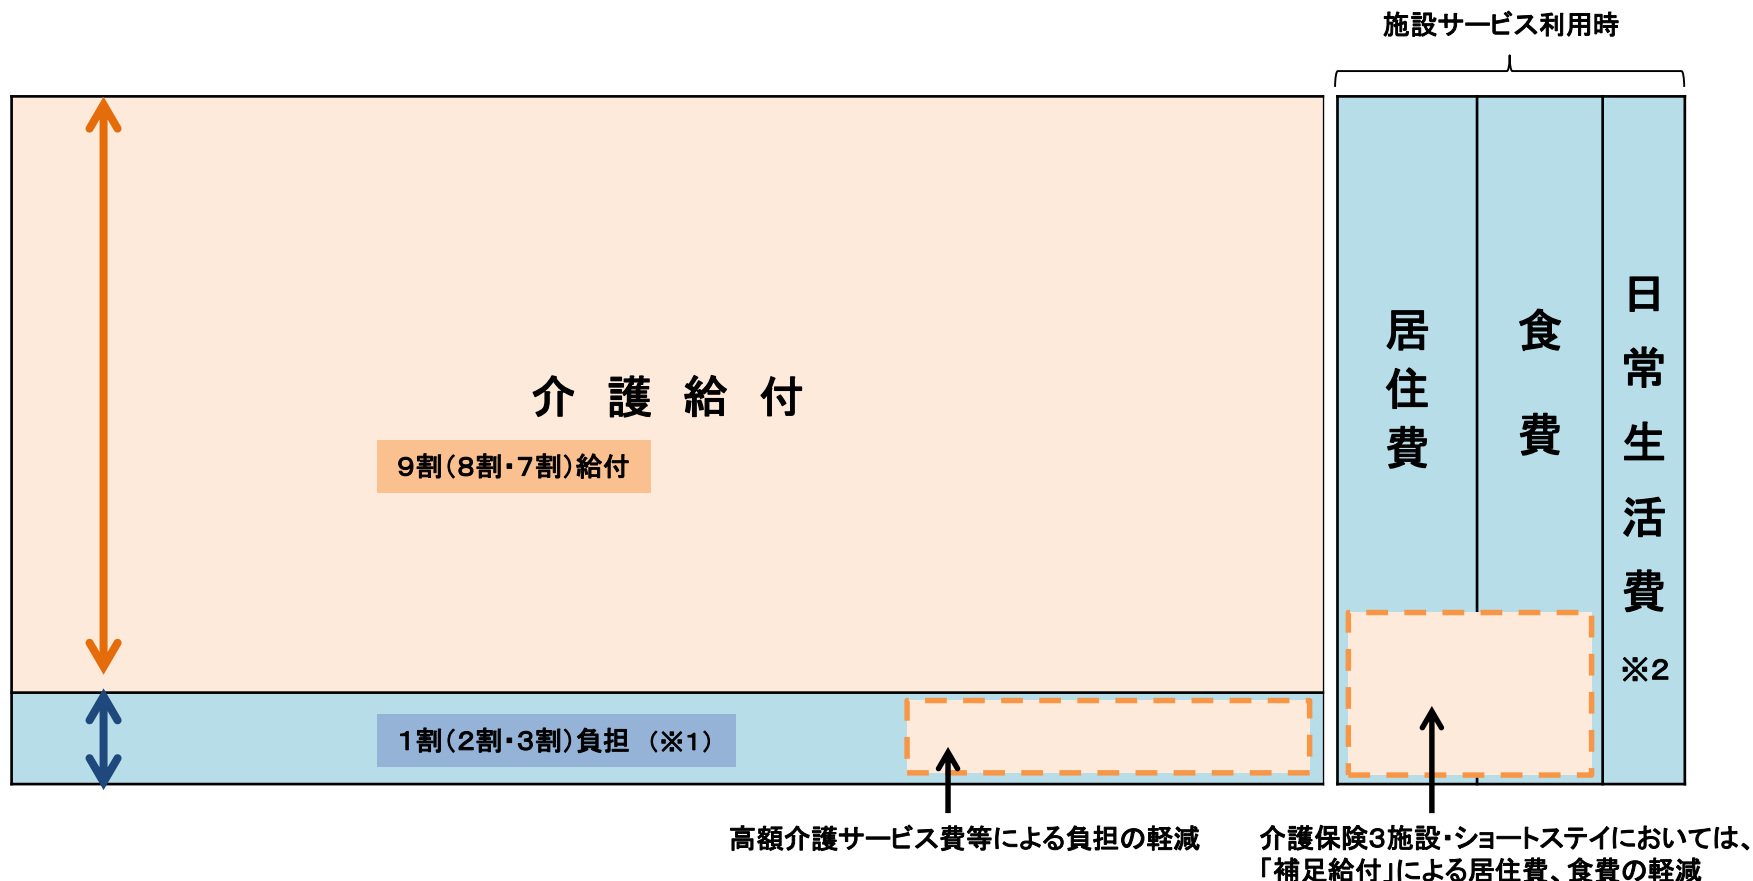 施設サービス利用時
介護給付
9割(8割・7割)給付
1割(2割・3割)負担 (※1)
居住費
食費
日常生活費※2
高額介護サービス費等による負担の軽減
介護保険3施設・ショートステイにおいては、
「補足給付」による居住費、食費の軽減